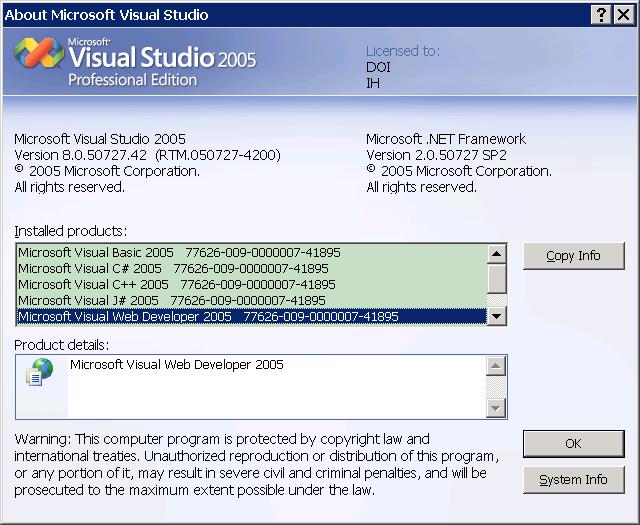 About Microsoft Visual Studio
Microsoft
Visual Studio 2005
Professional Edition
Licensed to:
DOI
IH
Microsoft Visual Studio 2005
Version 8.0.50727.42 (RTM.050727-4200)
© 2005 Microsoft Corporation.
All rights reserved.
Microsoft .NET Framework
Version 2.0.50727 SP2
© 2005 Microsoft Corporation.
All rights reserved.
Installed products:
Microsoft Visual Basic 2005 77626-009-0000007-41895
Microsoft Visual C# 2005 77626-009-0000007-41895
Microsoft Visual C++ 2005 77626-009-0000007-41895
Microsoft Visual J# 2005 77626-009-0000007-41895
Microsoft Visual Web Developer 2005 77626-009-0000007-41895
Copy Info
Product details:
Microsoft Visual Web Developer 2005
Warning: This computer program is protected by copyright law and
international treaties. Unauthorized reproduction or distribution of this program,
or any portion of it, may result in severe civil and criminal penalties, and will be
prosecuted to the maximum extent possible under the law.
OK
System Info